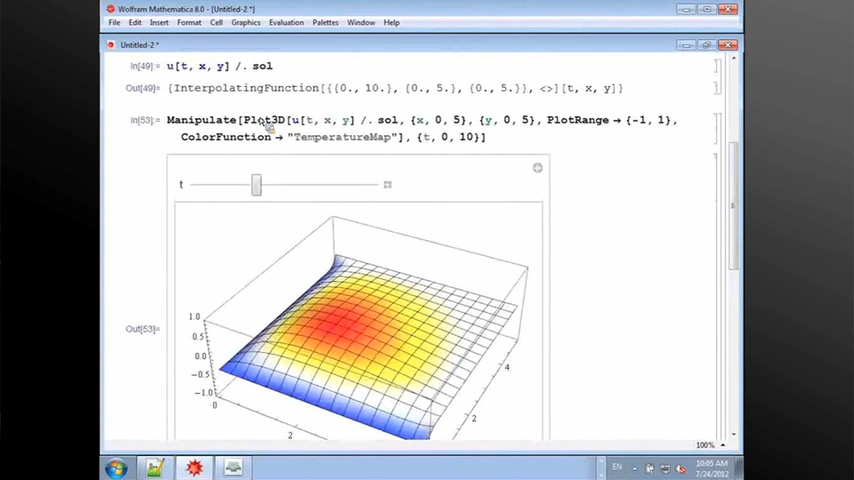 Wolfram Mathematica 8.0 - [Untitled-2 *]
File Edit Insert Format Cell Graphics Evaluation Palettes Window Help
Untitled-2 *
In[49]:= u[t, x, y] /. sol
Out[49]= {InterpolatingFunction[{{0., 10.}, {0., 5.}, {0., 5.}}, <>][t, x, y]}
In[53]:= Manipulate[Plot3D[u[t, x, y] /. sol, {x, 0, 5}, {y, 0, 5}, PlotRange → {-1, 1},
ColorFunction → "TemperatureMap"], {t, 0, 10}]
t
Out[53]=
1.0
0.5
0.0
-0.5
-1.0
0
2
2
4
100%
EN
10:05 AM
7/24/2012